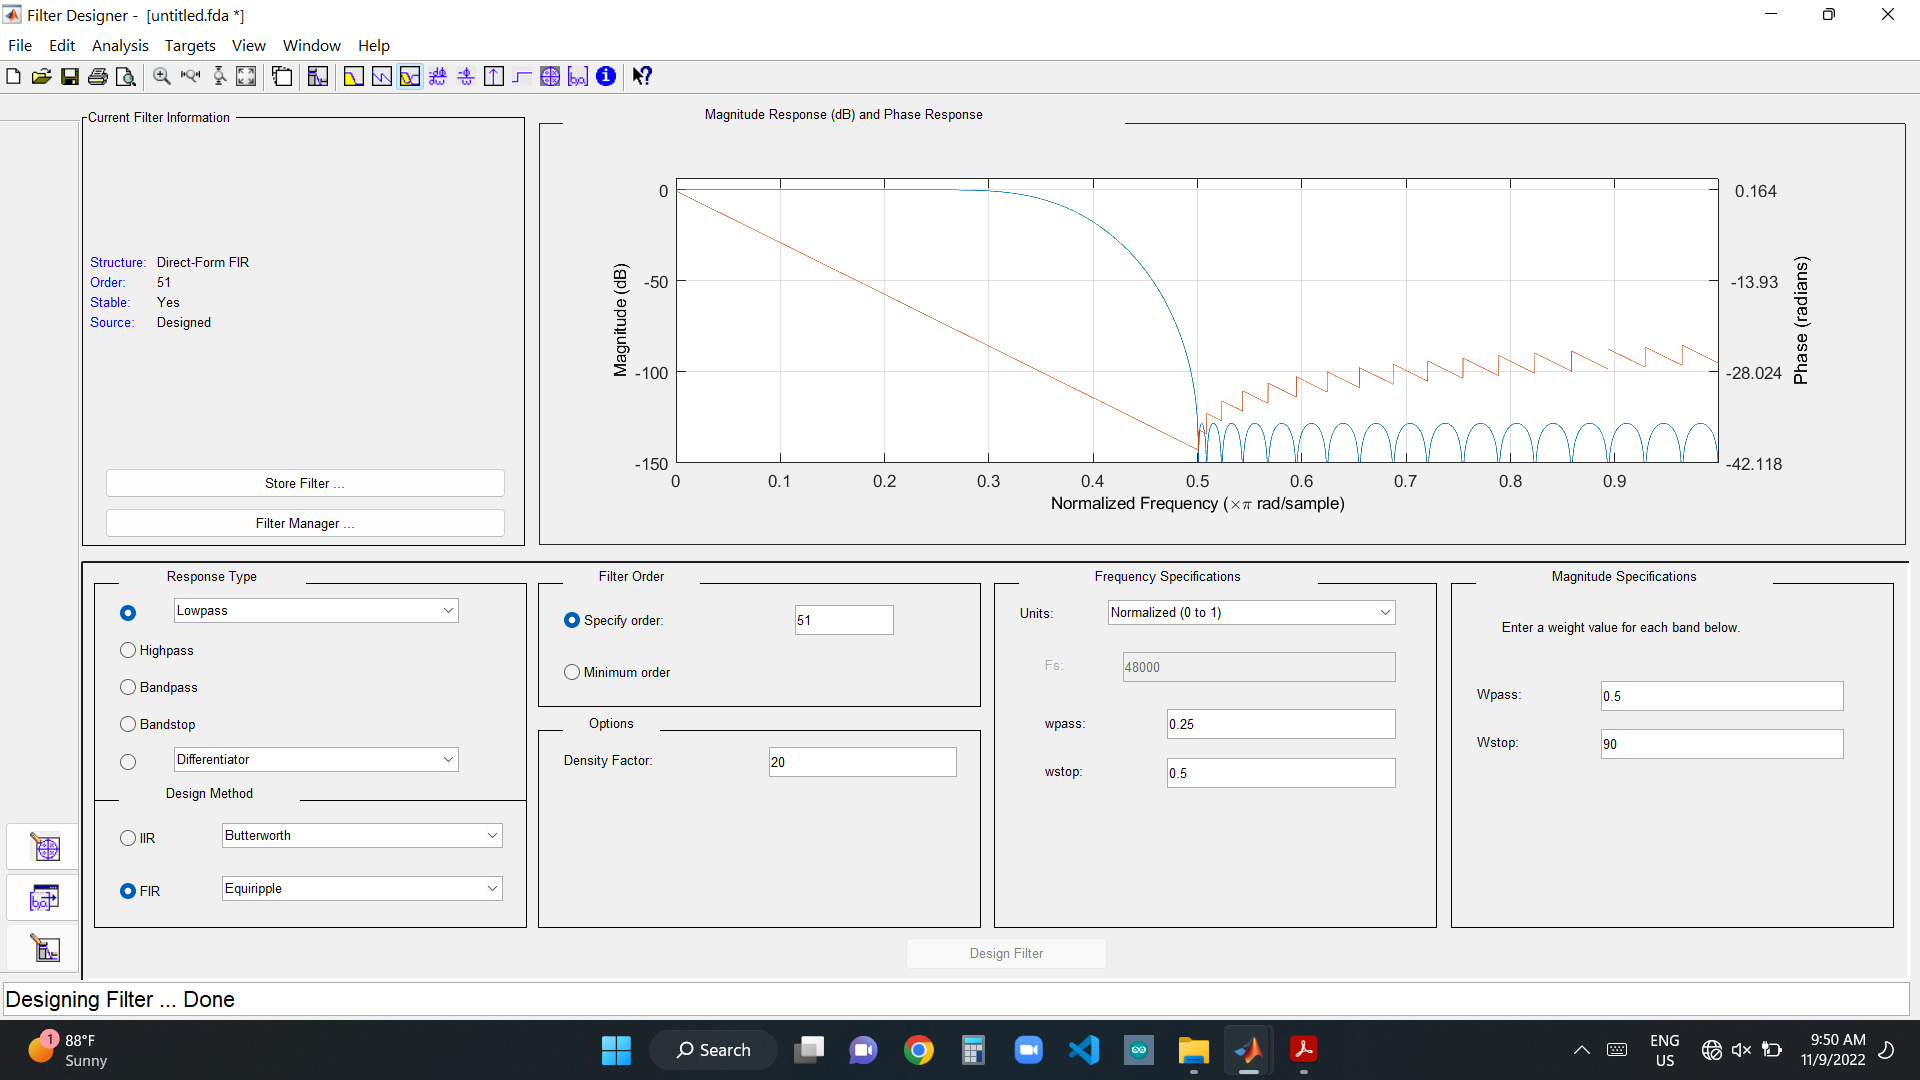 Filter Designer -  [untitled.fda *]
File Edit Analysis Targets View Window Help
Current Filter Information
Structure: Direct-Form FIR
Order: 51
Stable: Yes
Source: Designed
Store Filter ...
Filter Manager ...
Magnitude Response (dB) and Phase Response
0
-50
-100
-150
Magnitude (dB)
0.164
-13.93
-28.024
-42.118
Phase (radians)
0 0.1 0.2 0.3 0.4 0.5 0.6 0.7 0.8 0.9
Normalized Frequency (×π rad/sample)
Response Type
Lowpass
Highpass
Bandpass
Bandstop
Differentiator
Design Method
IIR Butterworth
FIR Equiripple
Filter Order
Specify order: 51
Minimum order
Options
Density Factor: 20
Frequency Specifications
Units: Normalized (0 to 1)
Fs: 48000
wpass: 0.25
wstop: 0.5
Magnitude Specifications
Enter a weight value for each band below.
Wpass: 0.5
Wstop: 90
Design Filter
Designing Filter ... Done
1
88°F
Sunny
Search
ENG
US
9:50 AM
11/9/2022